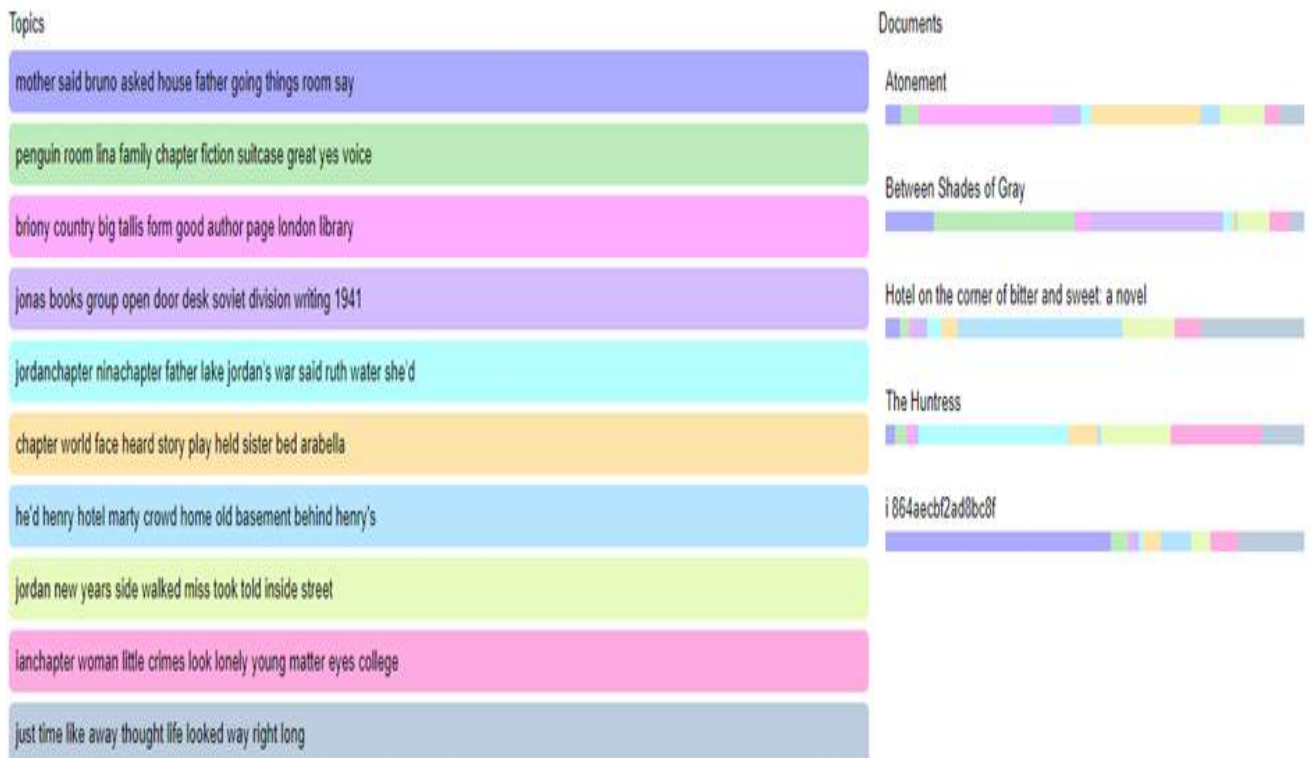 Topics
mother said bruno asked house father going things room say
penguin room lina family chapter fiction suitcase great yes voice
briony country big tallis form good author page london library
jonas books group open door desk soviet division writing 1941
jordanchapter ninachapter father lake jordan's war said ruth water she'd
chapter world face heard story play held sister bed arabella
he'd henry hotel marty crowd home old basement behind henry's
jordan new years side walked miss took told inside street
ianchapter woman little crimes look lonely young matter eyes college
just time like away thought life looked way right long
Documents
Atonement
Between Shades of Gray
Hotel on the corner of bitter and sweet: a novel
The Huntress
i 864aecbf2ad8bc8f